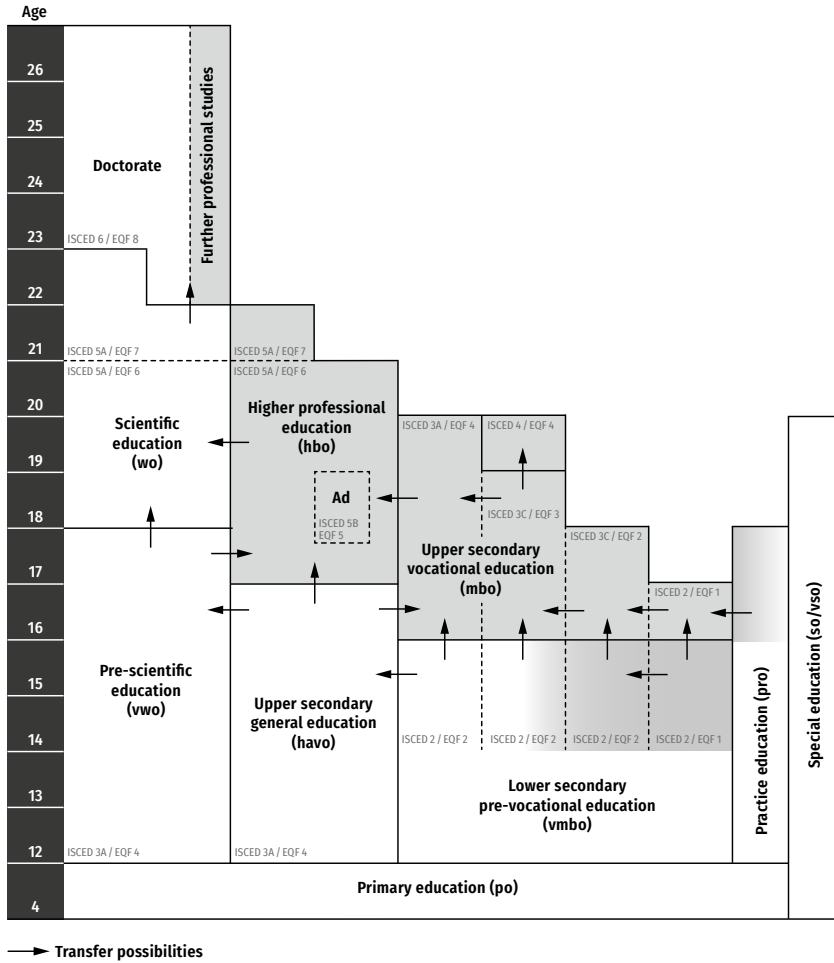 Age
26
25
24
23
22
21
20
19
18
17
16
15
14
13
12
4
Doctorate
ISCED 6 / EQF 8
Further professional studies
ISCED 5A / EQF 7
ISCED 5A / EQF 6
Scientific
education
(wo)
ISCED 5A / EQF 7
ISCED 5A / EQF 6
Higher professional
education
(hbo)
Ad
ISCED 5B
EQF 5
ISCED 3A / EQF 4
ISCED 4 / EQF 4
ISCED 3C / EQF 3
ISCED 3C / EQF 2
ISCED 2 / EQF 1
Upper secondary
vocational education
(mbo)
Pre-scientific
education
(vwo)
ISCED 3A / EQF 4
Upper secondary
general education
(havo)
ISCED 3A / EQF 4
ISCED 2 / EQF 2
ISCED 2 / EQF 2
ISCED 2 / EQF 2
ISCED 2 / EQF 1
Lower secondary
pre-vocational education
(vmbo)
Practice education (pro)
Special education (so/vso)
Primary education (po)
Transfer possibilities